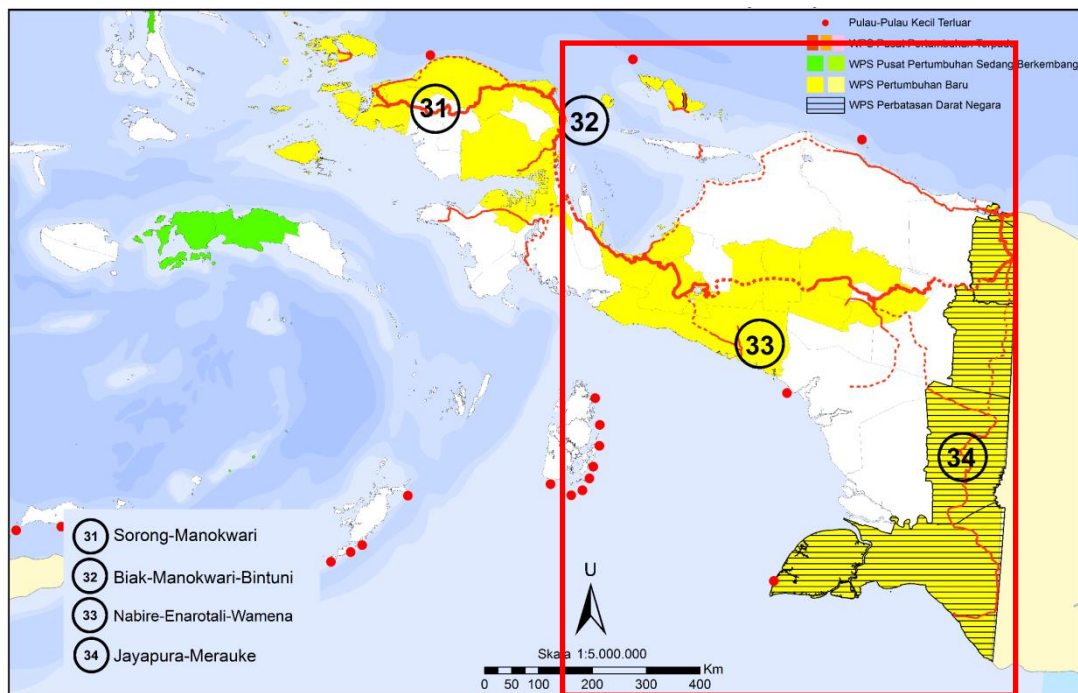 Pulau-Pulau Kecil Terluar
WPS Pusat Pertumbuhan Terpadu
WPS Pusat Pertumbuhan Sedang Berkembang
WPS Pertumbuhan Baru
WPS Perbatasan Darat Negara
31
32
33
34
31 Sorong-Manokwari
32 Biak-Manokwari-Bintuni
33 Nabire-Enarotali-Wamena
34 Jayapura-Merauke
U
Skala 1:5.000.000
Km
0 25 50 100 200 300 400